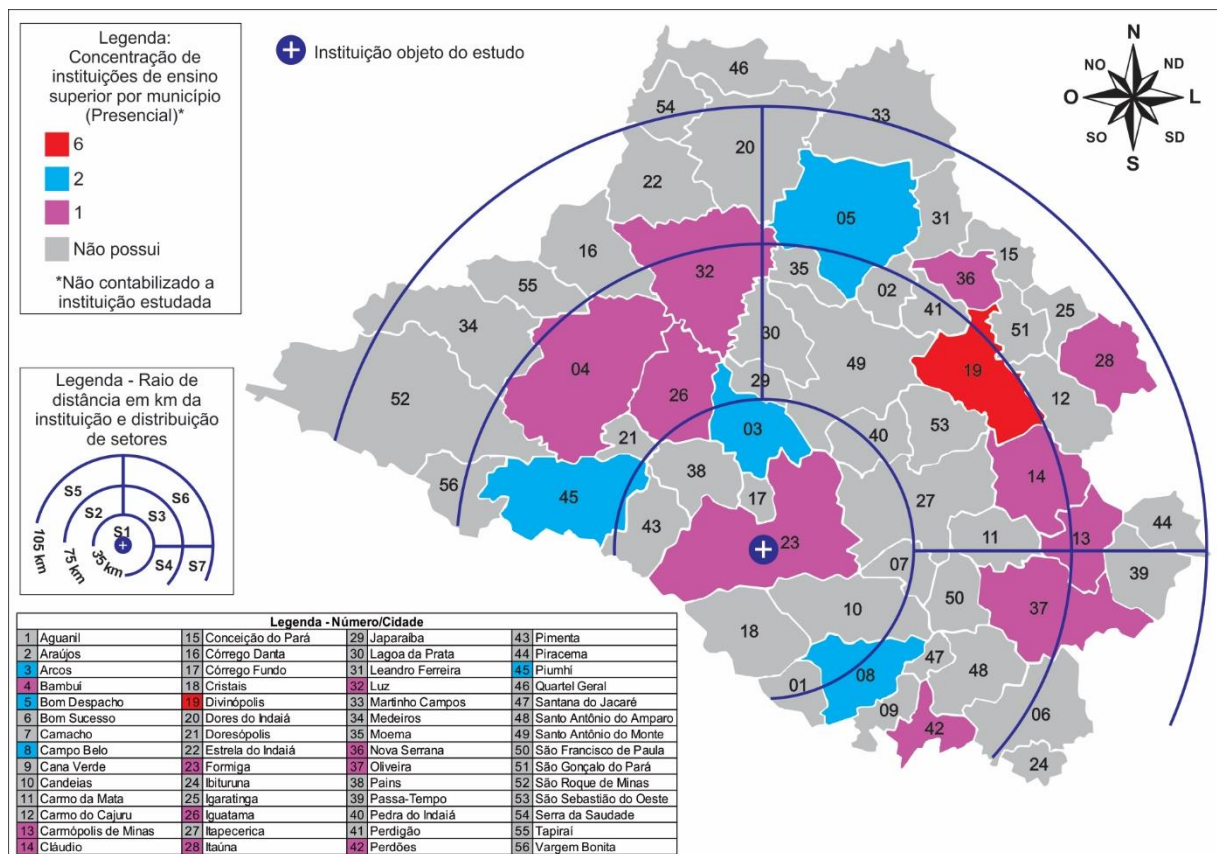 Legenda:
Concentração de
instituições de ensino
superior por município
(Presencial)*
6
2
1
Não possui
*Não contabilizado a
instituição estudada
Instituição objeto do estudo
N
NO
ND
O
L
SO
SD
S
46
54
33
20
22
05
31
16
15
32
35
36
02
25
55
41
51
34
30
28
04
49
19
52
29
12
26
03
53
21
40
38
14
56
45
17
27
44
43
23
11
13
07
39
10
50
37
18
47
48
01
08
09
06
42
24
Legenda - Raio de
distância em km da
instituição e distribuição
de setores
S5
S6
S2
S3
S1
S4
S7
105 km
75 km
35 km
Legenda - Número/Cidade
1 Aguanil 15 Conceição do Pará 29 Japaraiba 43 Pimenta
2 Araújos 16 Córrego Danta 30 Lagoa da Prata 44 Piracema
3 Arcos 17 Córrego Fundo 31 Leandro Ferreira 45 Piumhí
4 Bambui 18 Cristais 32 Luz 46 Quartel Geral
5 Bom Despacho 19 Divinópolis 33 Martinho Campos 47 Santana do Jacaré
6 Bom Sucesso 20 Dores do Indaiá 34 Medeiros 48 Santo Antônio do Amparo
7 Camacho 21 Doresópolis 35 Moema 49 Santo Antônio do Monte
8 Campo Belo 22 Estrela do Indaiá 36 Nova Serrana 50 São Francisco de Paula
9 Cana Verde 23 Formiga 37 Oliveira 51 São Gonçalo do Pará
10 Candeias 24 Ibituruna 38 Pains 52 São Roque de Minas
11 Carmo da Mata 25 Igaratinga 39 Passa-Tempo 53 São Sebastião do Oeste
12 Carmo do Cajuru 26 Iguatama 40 Pedra do Indaiá 54 Serra da Saudade
13 Carmópolis de Minas 27 Itapecerica 41 Perdigão 55 Tapiraí
14 Cláudio 28 Itaúna 42 Perdões 56 Vargem Bonita